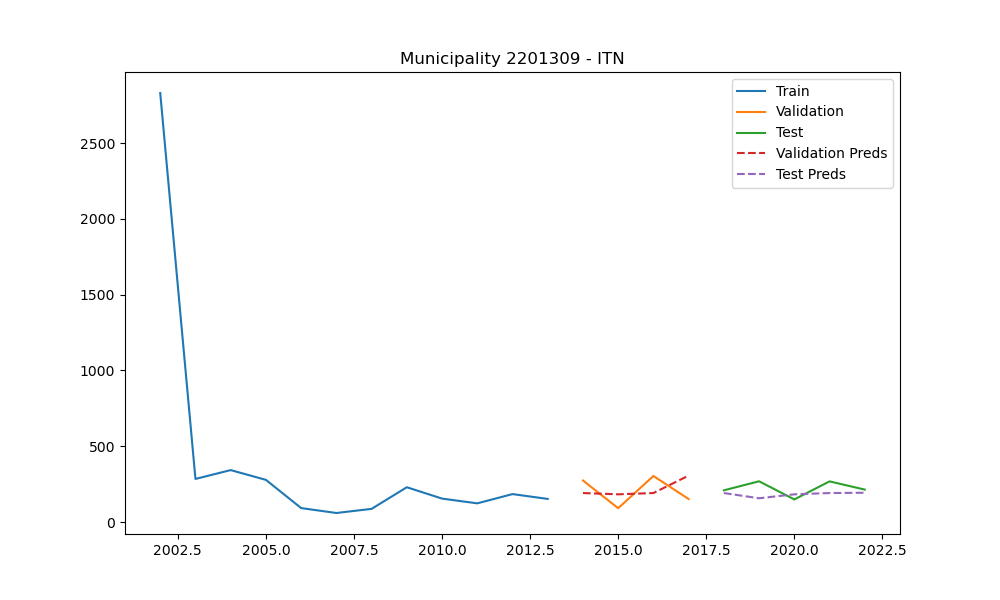 Municipality 2201309 - ITN
Train
Validation
Test
Validation Preds
Test Preds
2500
2000
1500
1000
500
0
2002.5 2005.0 2007.5 2010.0 2012.5 2015.0 2017.5 2020.0 2022.5